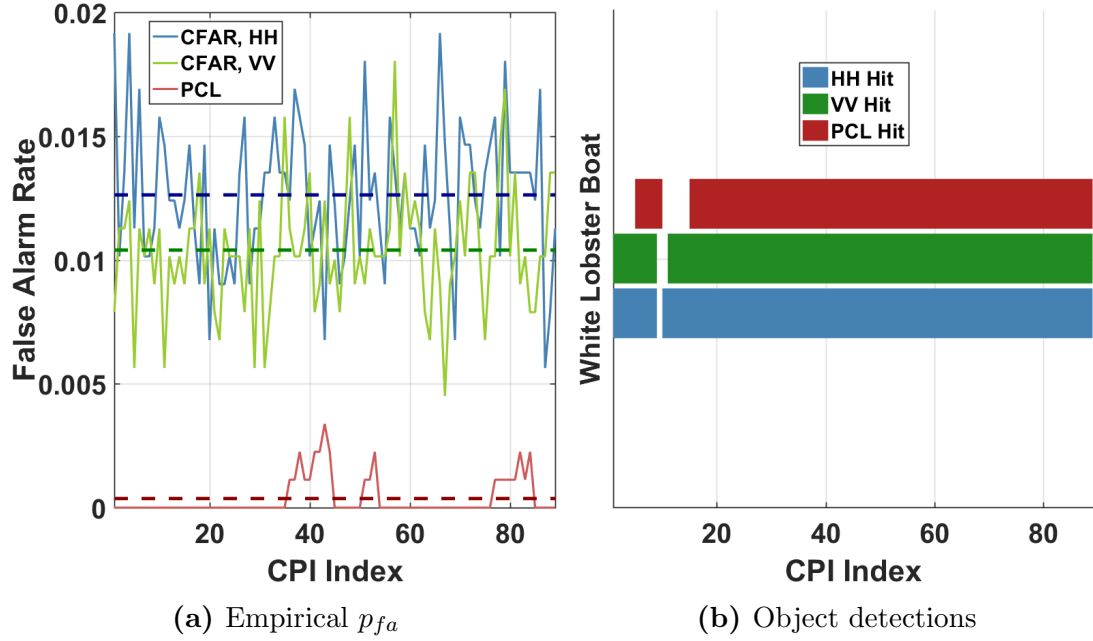 0.02
0.015
0.01
0.005
0
False Alarm Rate
CFAR, HH
CFAR, VV
PCL
20 40 60 80
CPI Index
(a) Empirical p_{fa}
White Lobster Boat
HH Hit
VV Hit
PCL Hit
20 40 60 80
CPI Index
(b) Object detections